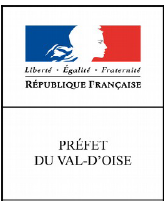 Liberté • Égalité • Fraternité
RÉPUBLIQUE FRANÇAISE
PRÉFET
DU VAL-D'OISE